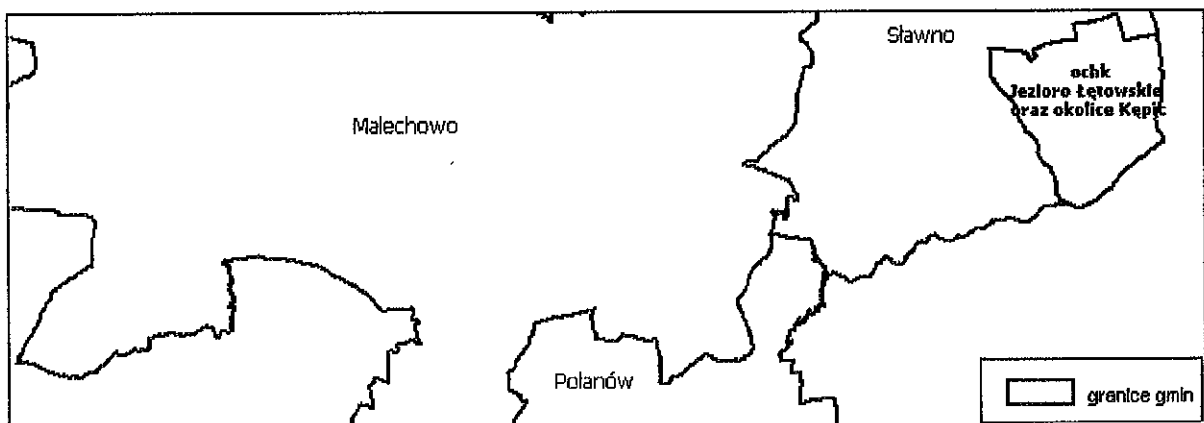 Sławno
ochk
Jezioro Łętowskie
oraz okolice Kępic
Malechowo
Polanów
granice gmin